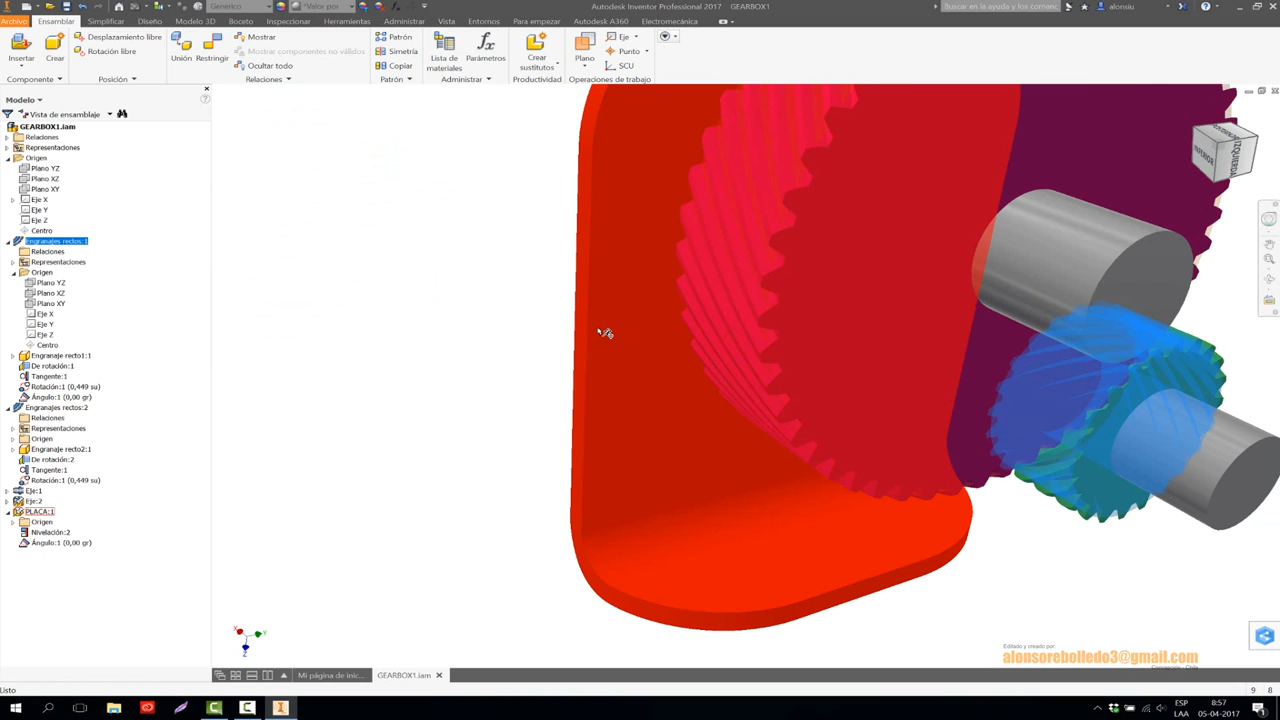 Genérico
Autodesk Inventor Professional 2017   GEARBOX1
alonsiu
Archivo
Ensamblar
Simplificar
Diseño
Modelo 3D
Boceto
Inspeccionar
Herramientas
Administrar
Vista
Entornos
Para empezar
Autodesk A360
Electromecánica
Insertar
Crear
Desplazamiento libre
Rotación libre
Componente
Posición
Unión
Restringir
Mostrar
Mostrar componentes no válidos
Ocultar todo
Relaciones
Patrón
Simetría
Copiar
Patrón
Lista de materiales
Parámetros
Administrar
Crear sustitutos
Productividad
Plano
Eje
Punto
SCU
Operaciones de trabajo
Modelo
Vista de ensamblaje
GEARBOX1.iam
Relaciones
Representaciones
Origen
Plano YZ
Plano XZ
Plano XY
Eje X
Eje Y
Eje Z
Centro
Engranajes rectos:1
Relaciones
Representaciones
Origen
Plano YZ
Plano XZ
Plano XY
Eje X
Eje Y
Eje Z
Centro
Engranaje recto1:1
De rotación:1
Tangente:1
Rotación:1 (0,449 su)
Ángulo:1 (0,00 gr)
Engranajes rectos:2
Relaciones
Representaciones
Origen
Engranaje recto2:1
De rotación:2
Tangente:1
Rotación:1 (0,449 su)
Eje:1
Eje:2
PLACA:1
Origen
Nivelación:2
Ángulo:1 (0,00 gr)
INFERIOR
IZQUIERDA
X
Y
Z
Editado y creado por:
alonsorebolledo3@gmail.com
Mi página de inic...
GEARBOX1.iam
Listo
9 8
ESP
LAA
8:57
05-04-2017